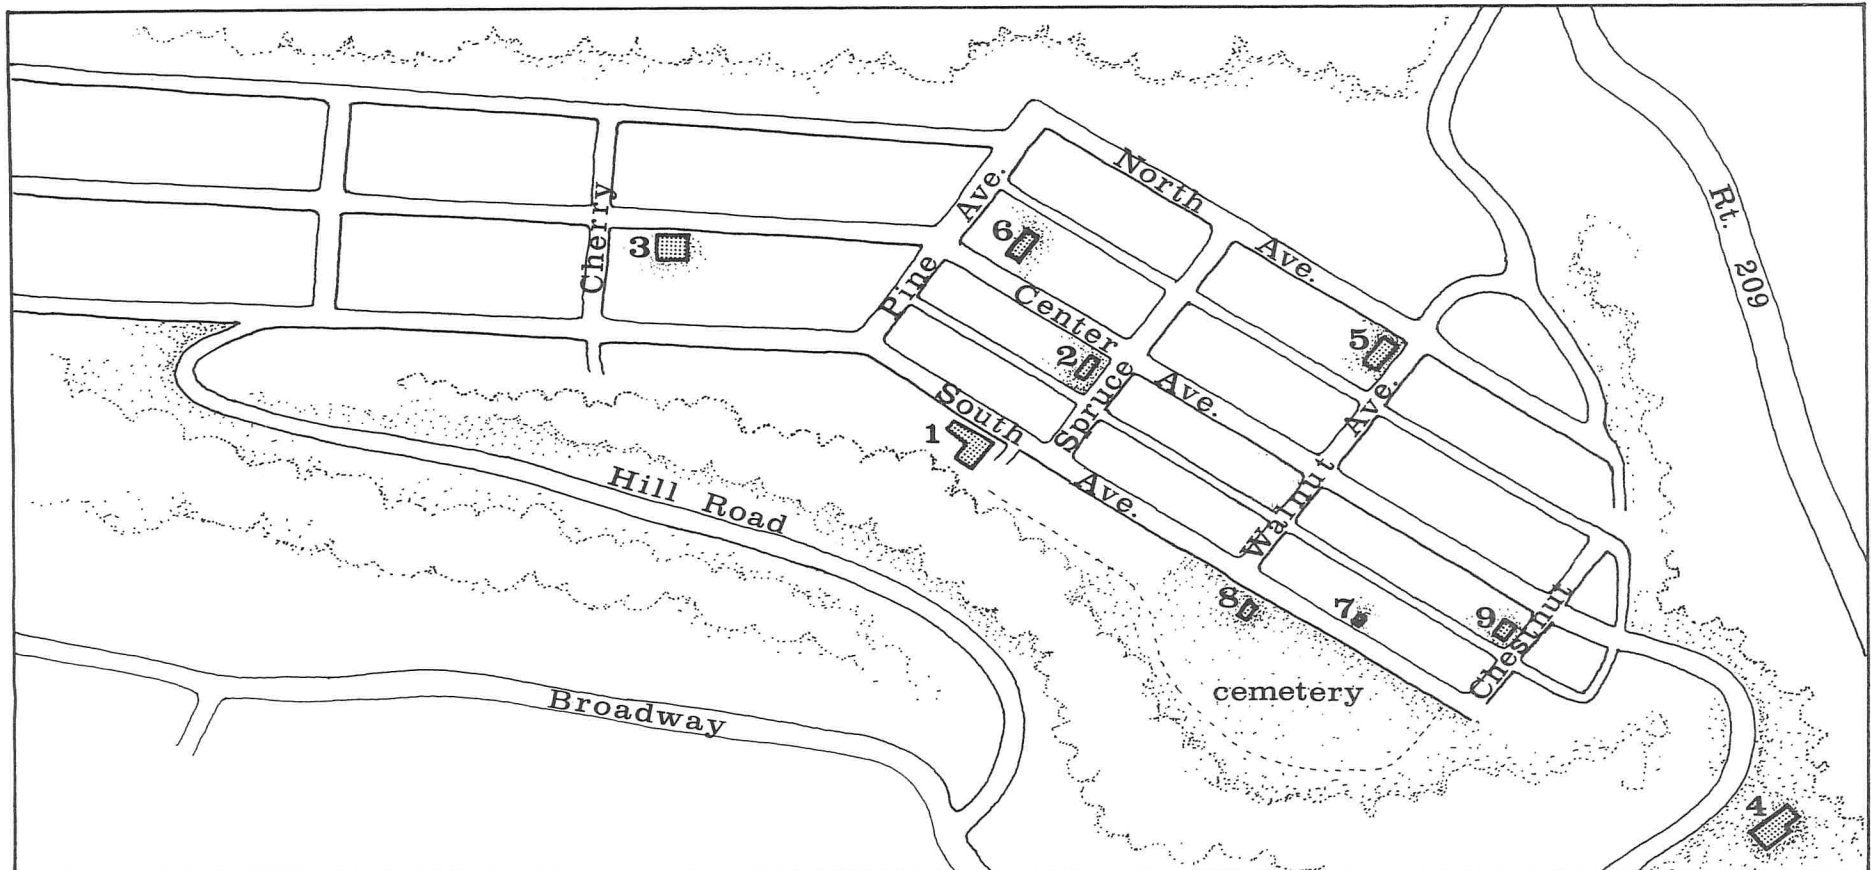 North
Ave.
Rt. 209
Cherry
3
6
Pine
Ave.
Center
Ave.
5
2
Spruce
Walnut
Ave.
South
Ave.
1
Hill Road
8
7
9
Chestnut
cemetery
Broadway
4